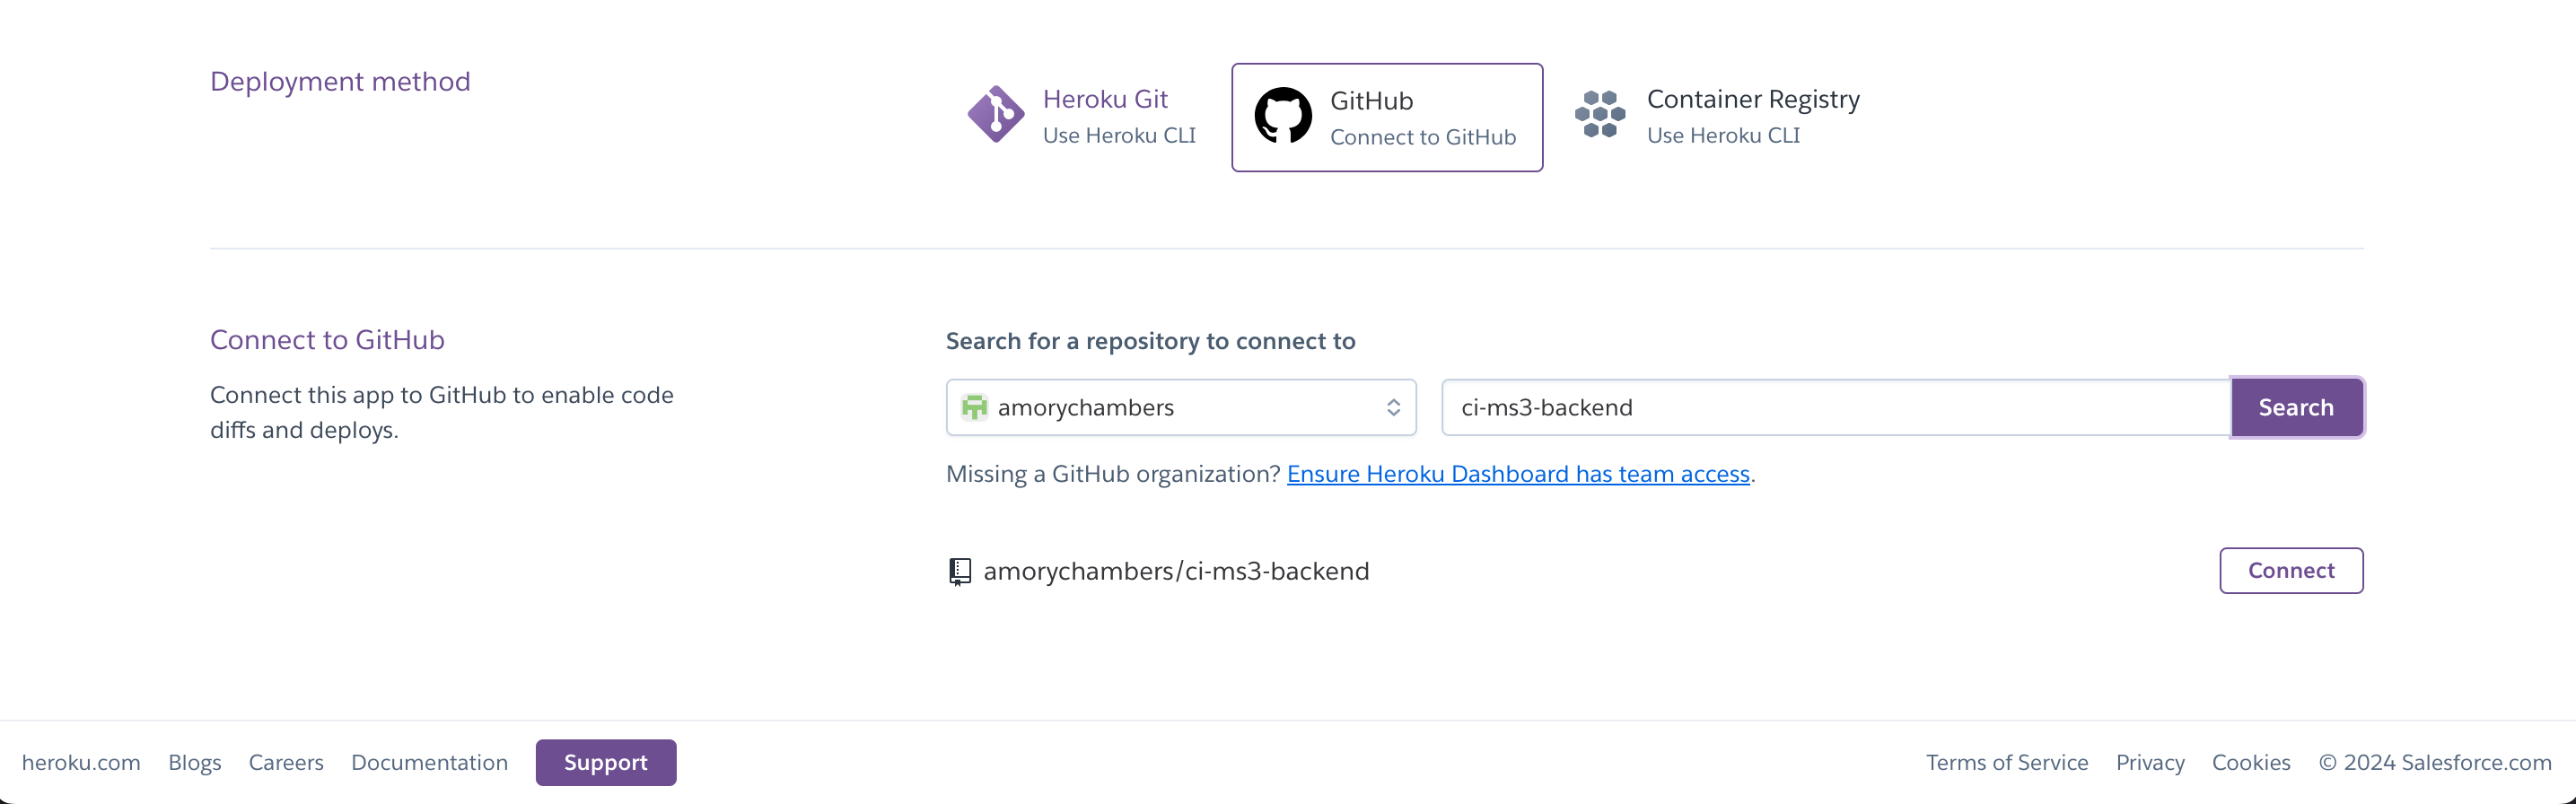 Deployment method
Heroku Git
Use Heroku CLI
GitHub
Connect to GitHub
Container Registry
Use Heroku CLI
Connect to GitHub
Connect this app to GitHub to enable code
diffs and deploys.
Search for a repository to connect to
amorychambers
ci-ms3-backend
Search
Missing a GitHub organization? Ensure Heroku Dashboard has team access.
amorychambers/ci-ms3-backend
Connect
heroku.com Blogs Careers Documentation Support
Terms of Service Privacy Cookies © 2024 Salesforce.com